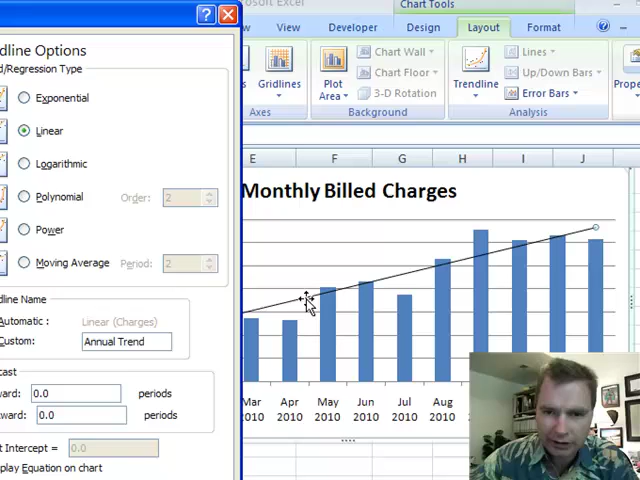 rosoft Excel
Chart Tools
View
Developer
Design
Layout
Format
Gridlines
Axes
Plot
Area
Chart Wall
Chart Floor
3-D Rotation
Background
Trendline
Lines
Up/Down Bars
Error Bars
Analysis
Prope
E F G H I J
Monthly Billed Charges
Mar Apr May Jun Jul Aug
2010 2010 2010 2010 2010 2010
dline Options
d/Regression Type
Exponential
Linear
Logarithmic
Polynomial Order: 2
Power
Moving Average Period: 2
dline Name
Automatic : Linear (Charges)
Custom: Annual Trend
cast
ward: 0.0 periods
ward: 0.0 periods
t Intercept = 0.0
play Equation on chart